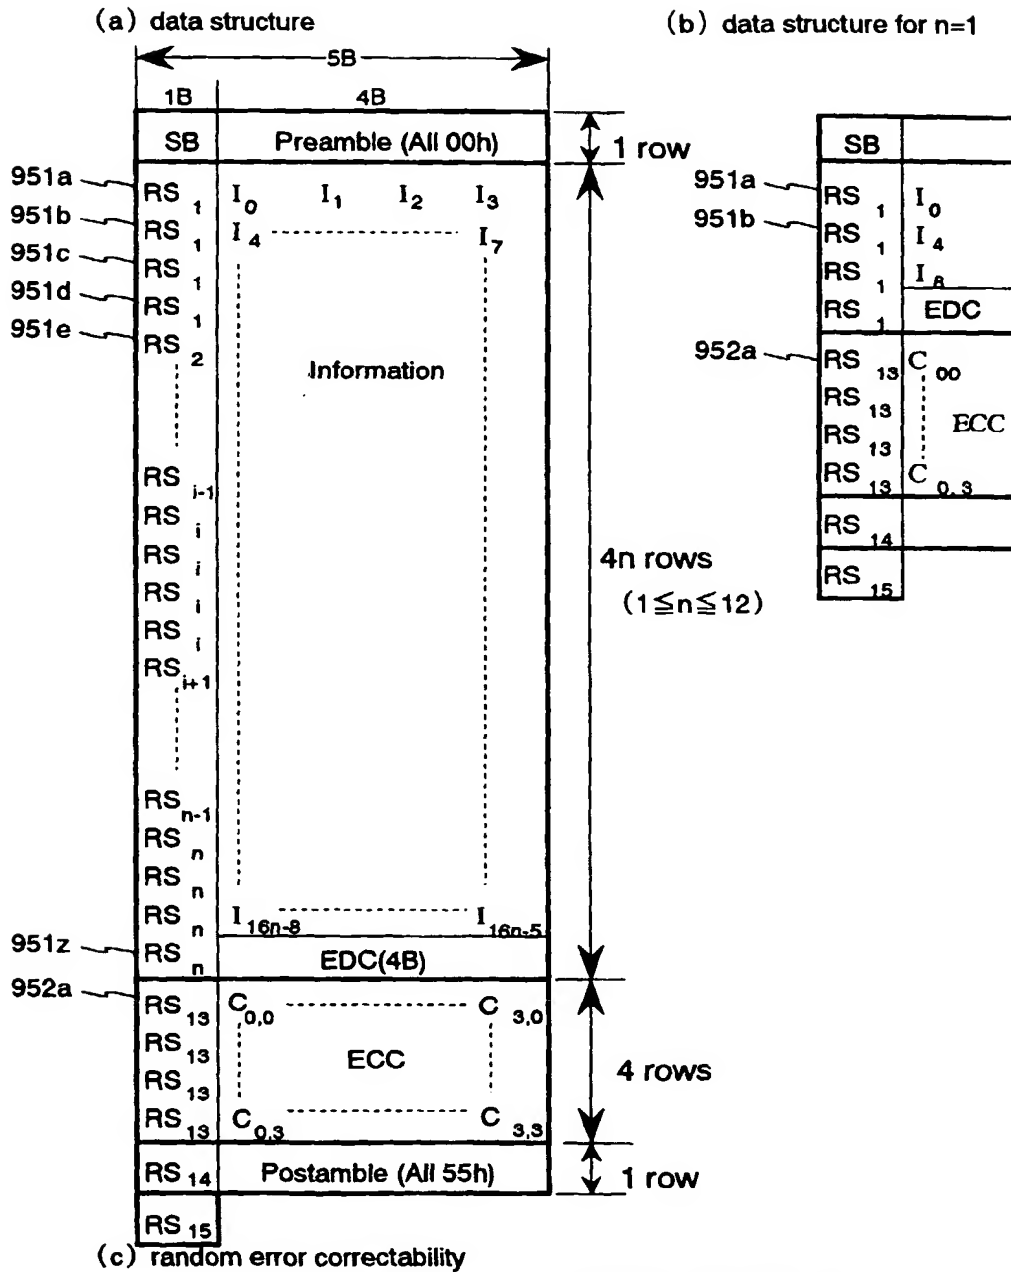 (a) data structure
5B
1B 4B
SB Preamble (All 00h)
1 row
951a RS 1 I0 I1 I2 I3
951b RS 1 I4 I7
951c RS 1
951d RS 1
951e RS 2
Information
RS i-1
RS i
RS i
RS i
RS i
RS i+1
4n rows
(1≦n≦12)
RS n-1
RS n
RS n
RS n I16n-8 I16n-5
951z RS n EDC(4B)
952a RS 13 C0,0 C3,0
RS 13
ECC
RS 13
RS 13 C0,3 C3,3
4 rows
RS 14 Postamble (All 55h)
1 row
RS 15
(b) data structure for n=1
SB
951a RS 1 I0
951b RS 1 I4
RS 1 I8
RS 1 EDC
952a RS 13 C00
RS 13
ECC
RS 13
RS 13 C0,3
RS 14
RS 15
(c) random error correctability